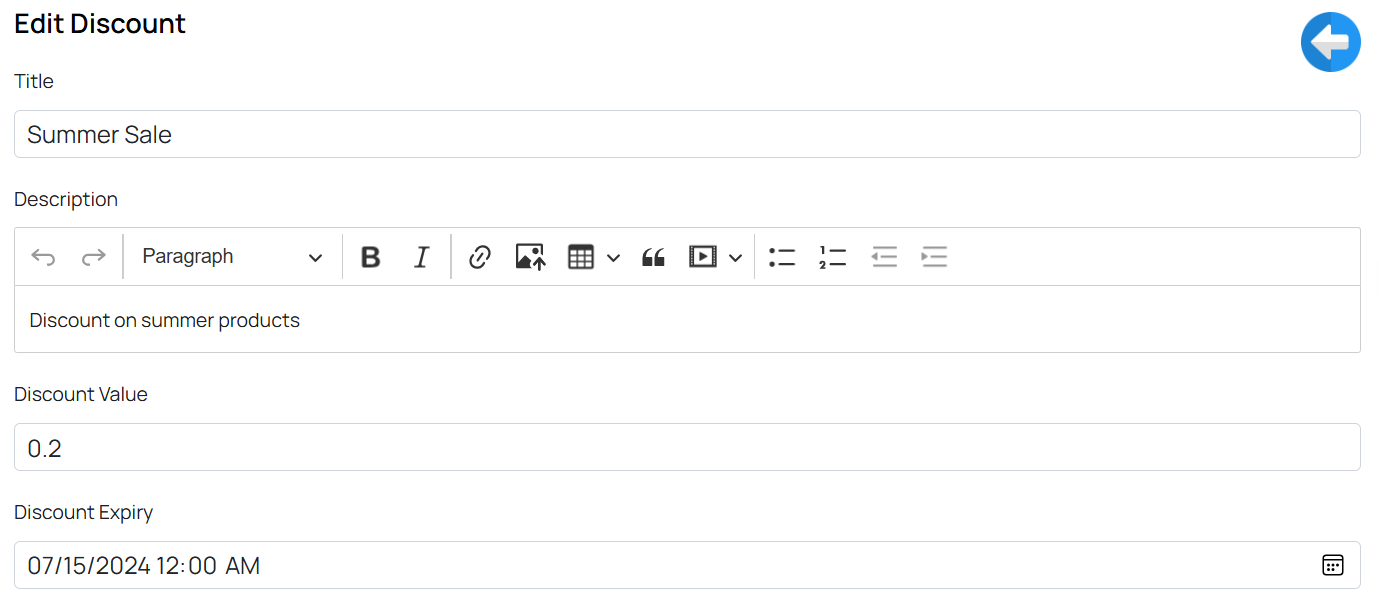 Edit Discount
Title
Summer Sale
Description
Paragraph B I
Discount on summer products
Discount Value
0.2
Discount Expiry
07/15/2024 12:00 AM